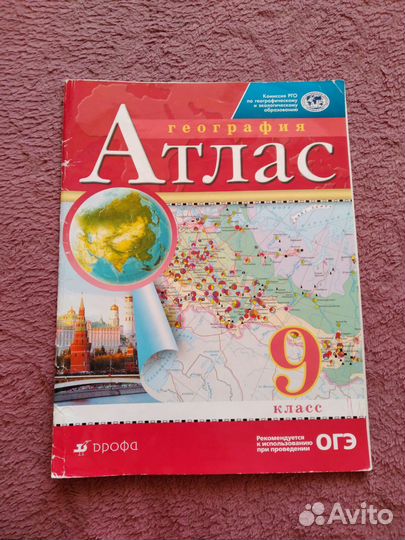 Комиссия РГО
по географическому
и экологическому
образованию
география
Атлас
9
класс
дрофа
Рекомендуется
к использованию
при проведении
ОГЭ
Avito